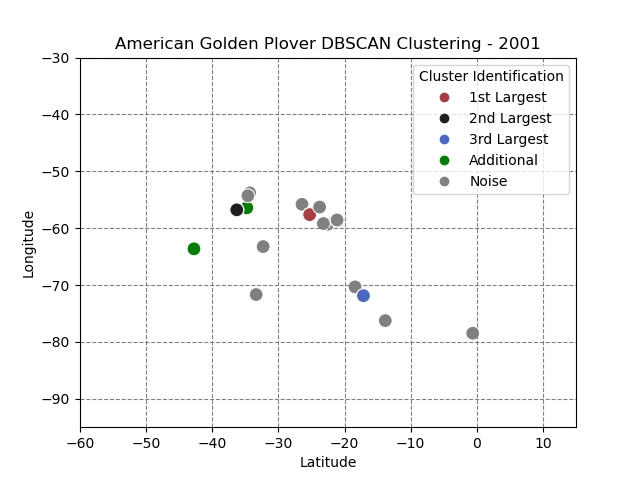 American Golden Plover DBSCAN Clustering - 2001
Cluster Identification
1st Largest
2nd Largest
3rd Largest
Additional
Noise
Longitude
−30
−40
−50
−60
−70
−80
−90
−60 −50 −40 −30 −20 −10 0 10
Latitude